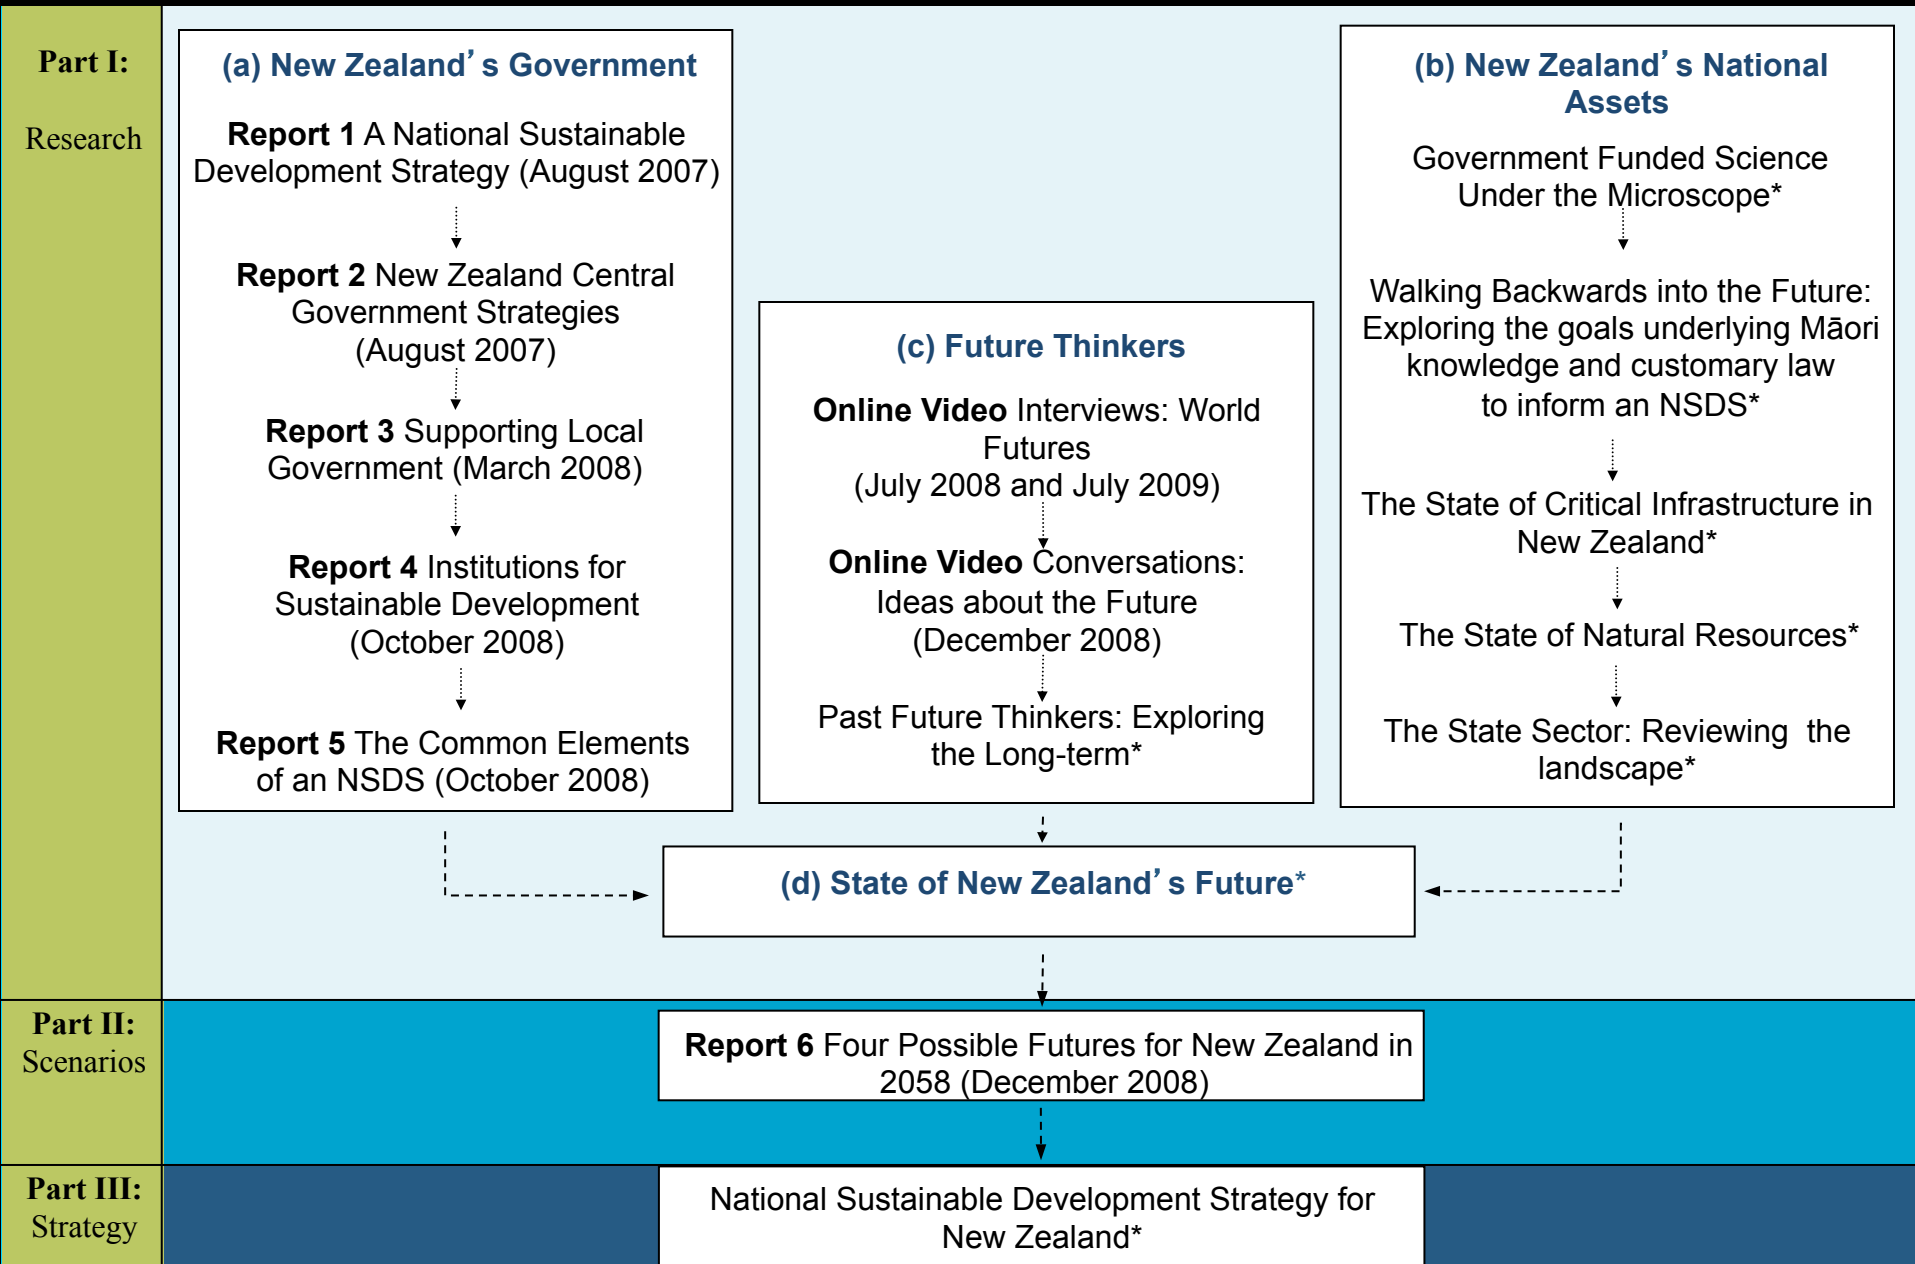 Part I:
Research
(a) New Zealand’s Government
Report 1 A National Sustainable
Development Strategy (August 2007)
Report 2 New Zealand Central
Government Strategies
(August 2007)
Report 3 Supporting Local
Government (March 2008)
Report 4 Institutions for
Sustainable Development
(October 2008)
Report 5 The Common Elements
of an NSDS (October 2008)
(c) Future Thinkers
Online Video Interviews: World
Futures
(July 2008 and July 2009)
Online Video Conversations:
Ideas about the Future
(December 2008)
Past Future Thinkers: Exploring
the Long-term*
(b) New Zealand’s National
Assets
Government Funded Science
Under the Microscope*
Walking Backwards into the Future:
Exploring the goals underlying Māori
knowledge and customary law
to inform an NSDS*
The State of Critical Infrastructure in
New Zealand*
The State of Natural Resources*
The State Sector: Reviewing the
landscape*
(d) State of New Zealand’s Future*
Part II:
Scenarios
Report 6 Four Possible Futures for New Zealand in
2058 (December 2008)
Part III:
Strategy
National Sustainable Development Strategy for
New Zealand*